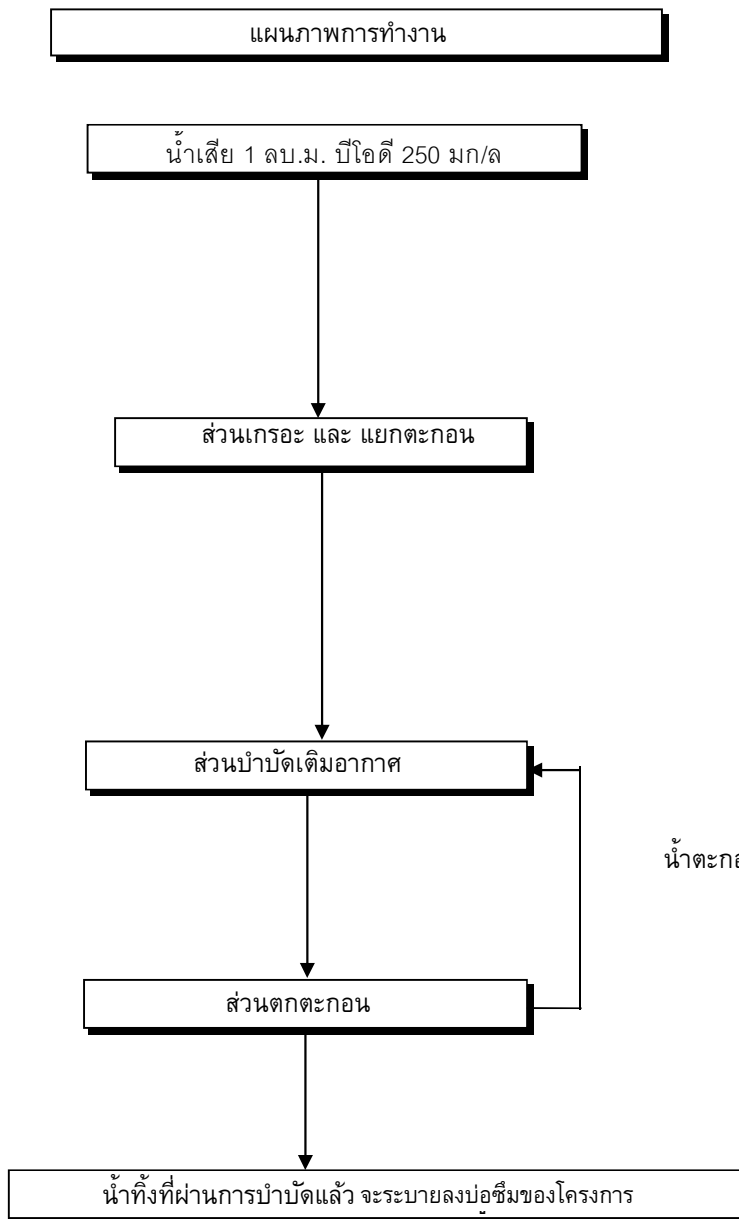 แผนภาพการทำงาน
น้ำเสีย 1 ลบ.ม. บีโอดี 250 มก/ล
ส่วนเกรอะ และ แยกตะกอน
ส่วนบำบัดเติมอากาศ
ส่วนตกตะกอน
น้ำทิ้งที่ผ่านการบำบัดแล้ว จะระบายลงบ่อซึมของโครงการ